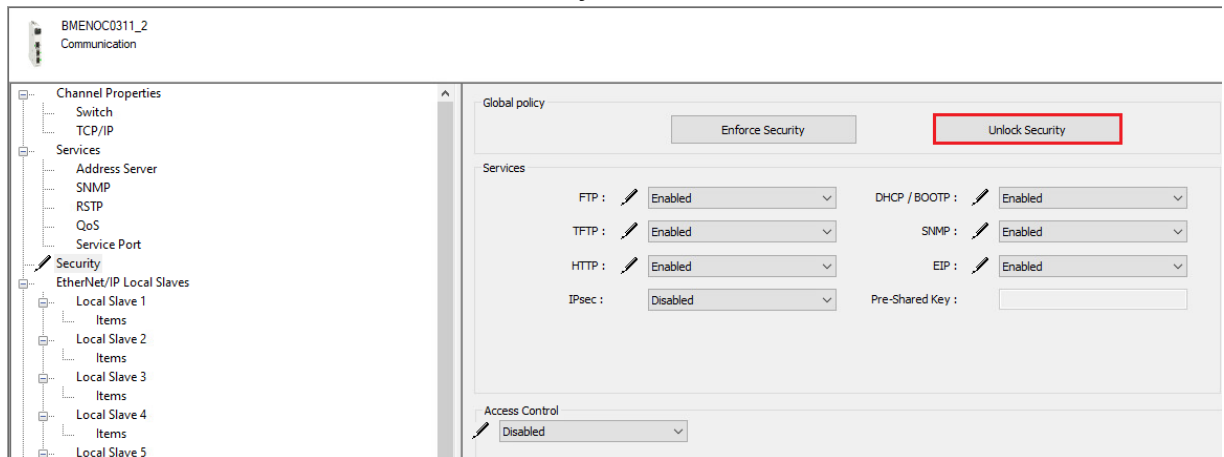 BMENOC0311_2
Communication
Channel Properties
Switch
TCP/IP
Services
Address Server
SNMP
RSTP
QoS
Service Port
Security
EtherNet/IP Local Slaves
Local Slave 1
Items
Local Slave 2
Items
Local Slave 3
Items
Local Slave 4
Items
Local Slave 5
Global policy
Enforce Security Unlock Security
Services
FTP : Enabled DHCP / BOOTP : Enabled
TFTP : Enabled SNMP : Enabled
HTTP : Enabled EIP : Enabled
IPsec : Disabled Pre-Shared Key :
Access Control
Disabled